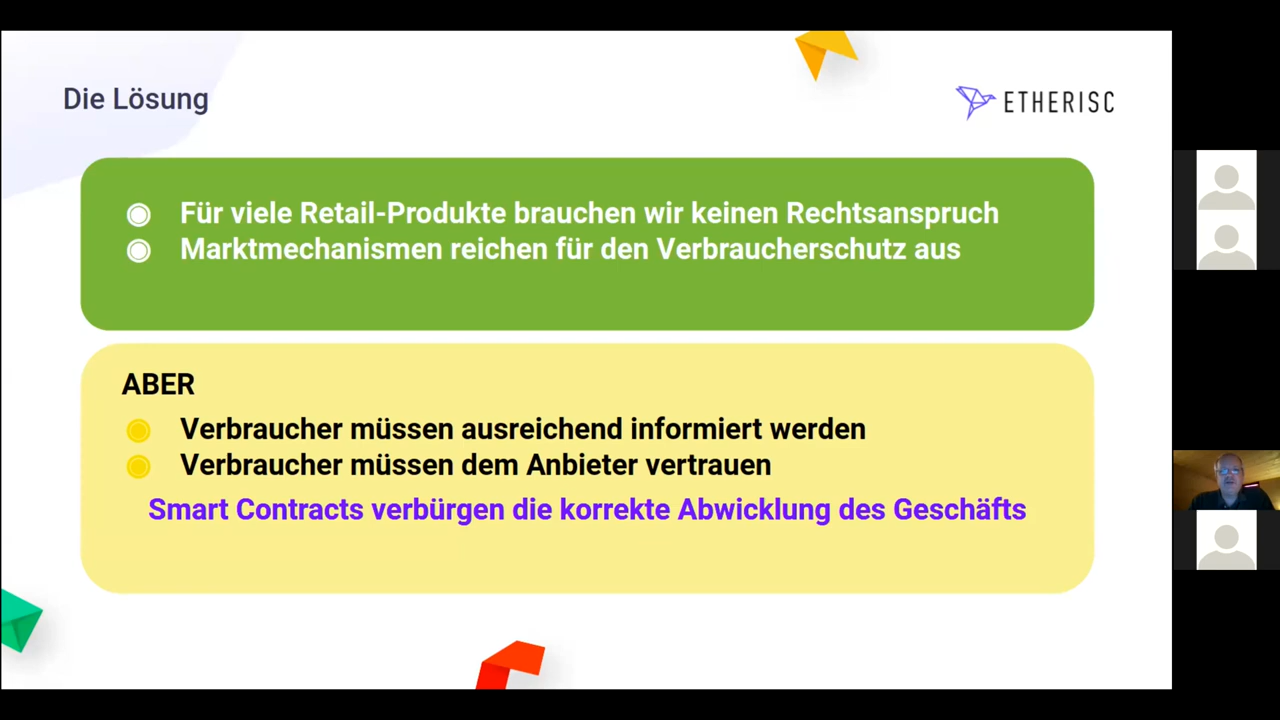 Die Lösung
ETHERISC
Für viele Retail-Produkte brauchen wir keinen Rechtsanspruch
Marktmechanismen reichen für den Verbraucherschutz aus
ABER
Verbraucher müssen ausreichend informiert werden
Verbraucher müssen dem Anbieter vertrauen
Smart Contracts verbürgen die korrekte Abwicklung des Geschäfts